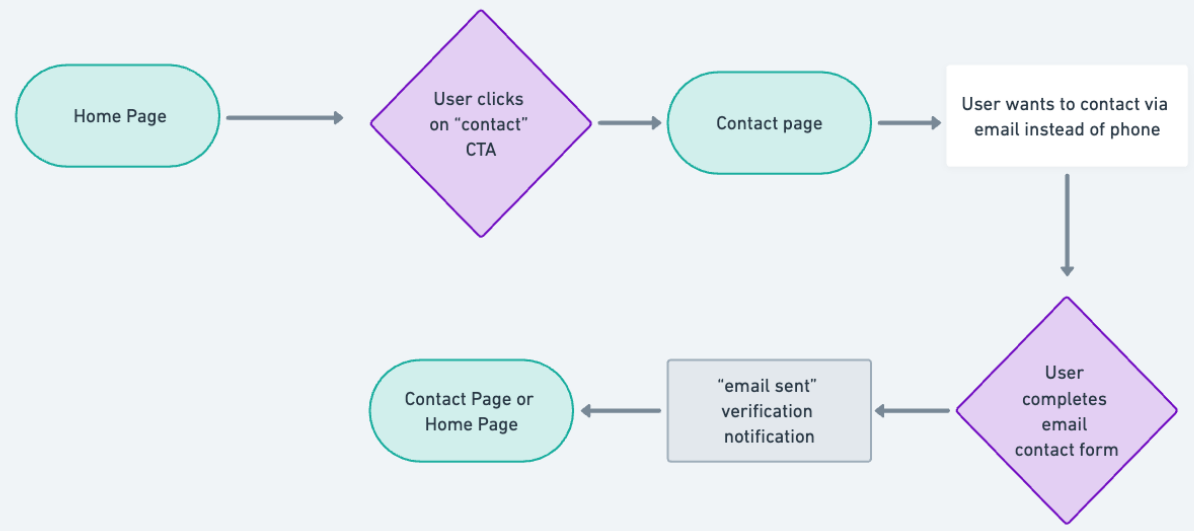 Home Page
User clicks
on “contact”
CTA
Contact page
User wants to contact via
email instead of phone
User
completes
email
contact form
“email sent”
verification
notification
Contact Page or
Home Page